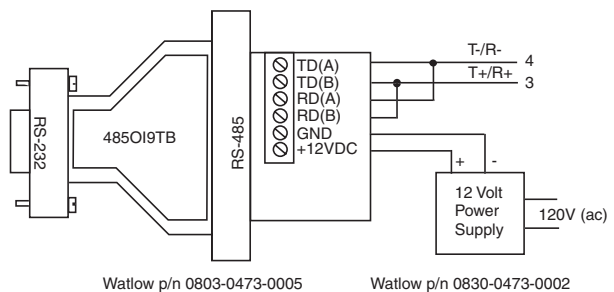 RS-232
485OI9TB
RS-485
TD(A)
TD(B)
RD(A)
RD(B)
GND
+12VDC
T-/R-
4
T+/R+
3
+ -
12 Volt
Power
Supply
120V (ac)
Watlow p/n 0803-0473-0005
Watlow p/n 0830-0473-0002